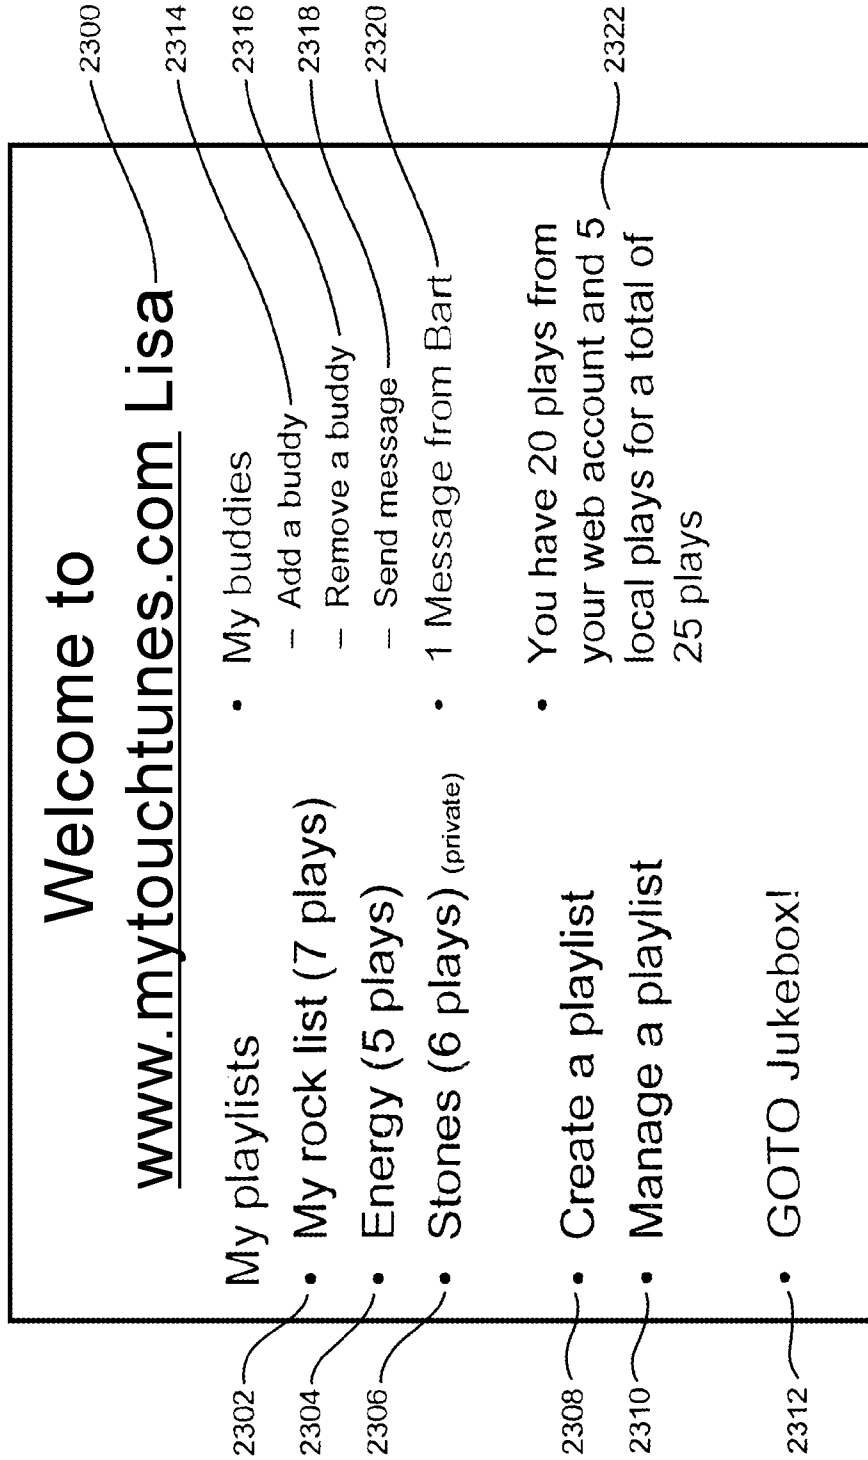 Welcome to
www.mytouchtunes.com Lisa
2300
My playlists
2302
• My rock list (7 plays)
2304
• Energy (5 plays)
2306
• Stones (6 plays) (private)
2308
• Create a playlist
2310
• Manage a playlist
2312
• GOTO Jukebox!
• My buddies
– Add a buddy
2314
– Remove a buddy
2316
– Send message
2318
• 1 Message from Bart
2320
• You have 20 plays from
your web account and 5
2322
local plays for a total of
25 plays